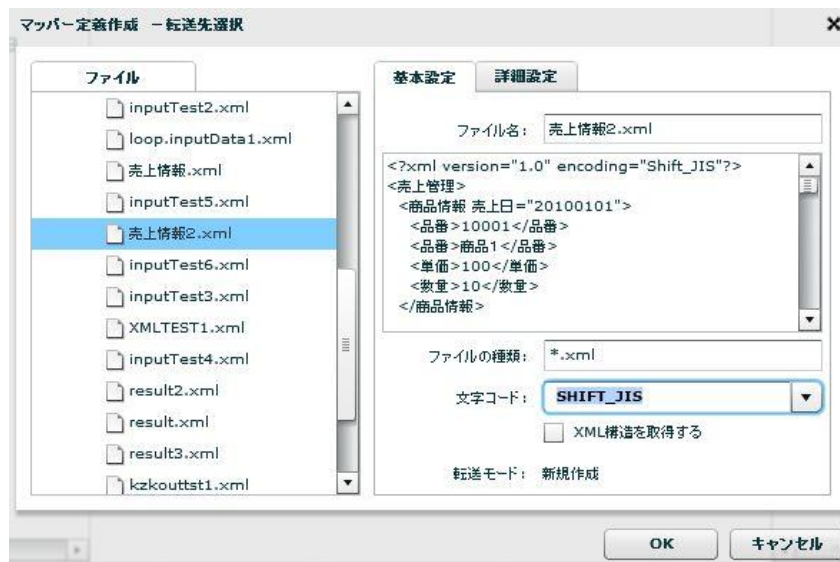 マッパー定義作成 －転送先選択
ファイル
inputTest2.xml
loop.inputData1.xml
売上情報.xml
inputTest5.xml
売上情報2.xml
inputTest6.xml
inputTest3.xml
XMLTEST1.xml
inputTest4.xml
result2.xml
result.xml
result3.xml
kzkouttst1.xml
基本設定
詳細設定
ファイル名： 売上情報2.xml
<?xml version="1.0" encoding="Shift_JIS"?>
<売上管理>
<商品情報 売上日="20100101">
<品番>10001</品番>
<品番>商品1</品番>
<単価>100</単価>
<数量>10</数量>
</商品情報>
ファイルの種類： *.xml
文字コード： SHIFT_JIS
XML構造を取得する
転送モード： 新規作成
OK
キャンセル